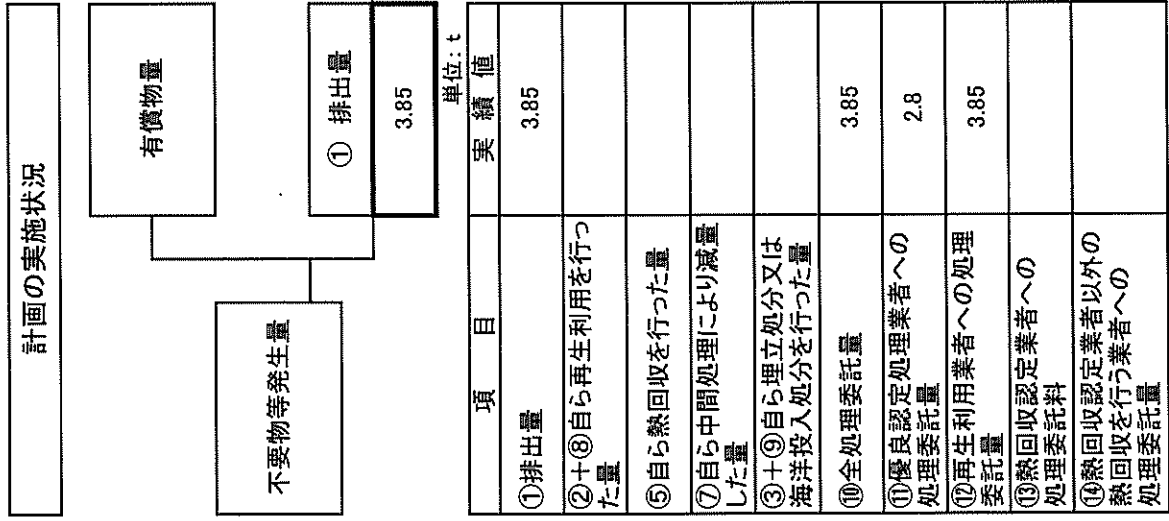 計画の実施状況
不要物等発生量
有償物量
① 排出量
3.85
単位：t
項 目
実 績 値
①排出量
3.85
②＋⑧自ら再生利用を行っ
た量
⑤自ら熱回収を行った量
⑦自ら中間処理により減量
した量
③＋⑨自ら埋立処分又は
海洋投入処分を行った量
⑩全処理委託量
3.85
⑪優良認定処理業者への
処理委託量
2.8
⑫再生利用業者への処理
委託量
3.85
⑬熱回収認定業者への
処理委託料
⑭熱回収認定業者以外の
熱回収を行う業者への
処理委託量